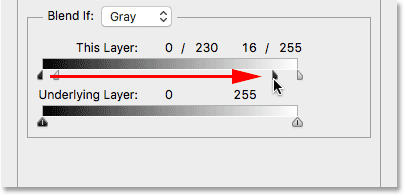 Blend If: Gray
This Layer: 0 / 230 16 / 255
Underlying Layer: 0 255